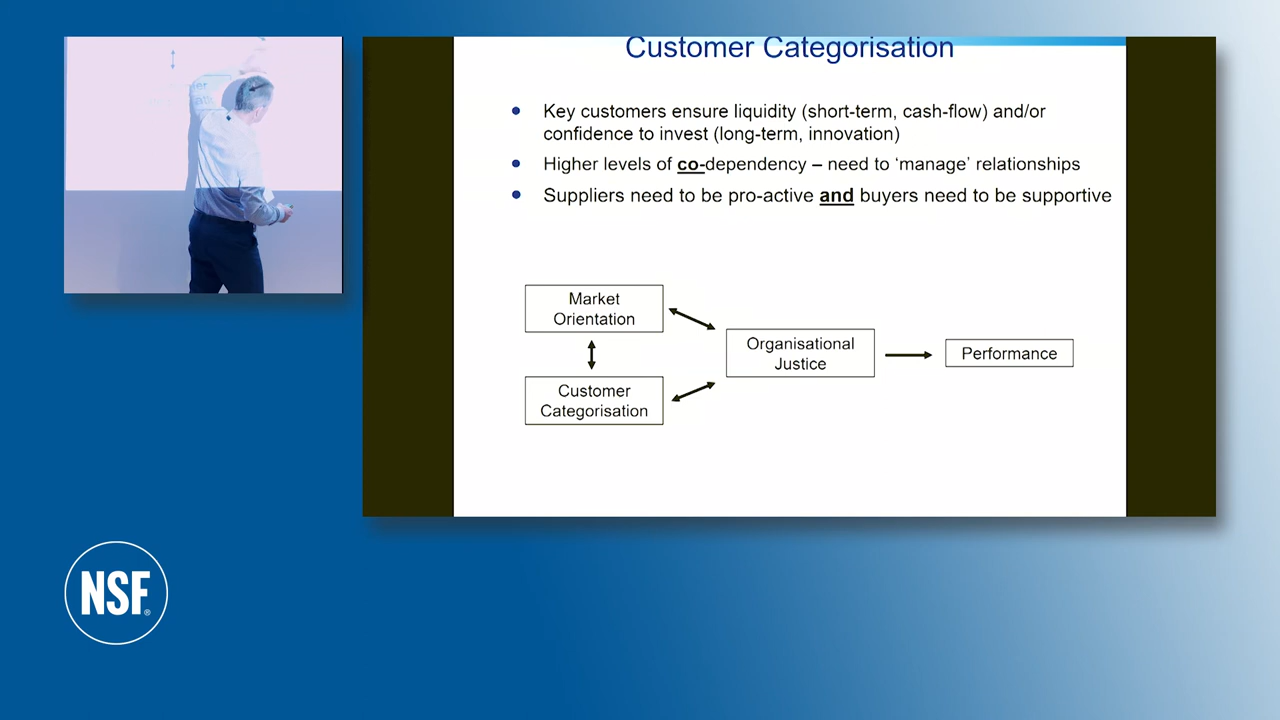 Customer Categorisation
• Key customers ensure liquidity (short-term, cash-flow) and/or
confidence to invest (long-term, innovation)
• Higher levels of co-dependency – need to ‘manage’ relationships
• Suppliers need to be pro-active and buyers need to be supportive
Market
Orientation
Customer
Categorisation
Organisational
Justice
Performance
NSF®